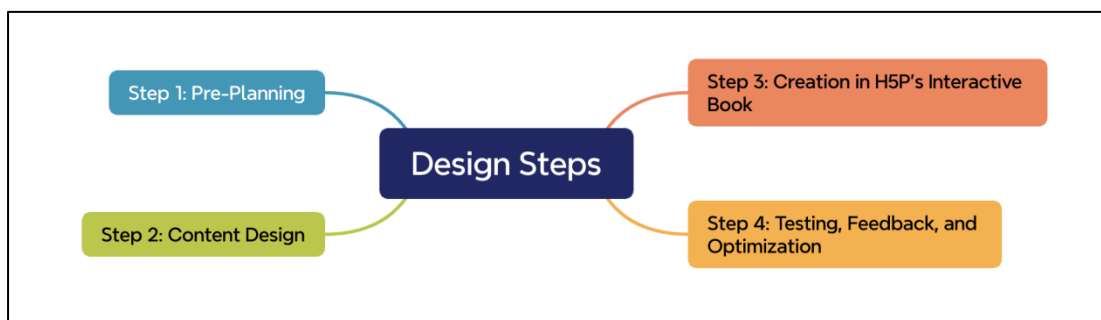 Step 1: Pre-Planning
Step 2: Content Design
Design Steps
Step 3: Creation in H5P's Interactive
Book
Step 4: Testing, Feedback, and
Optimization